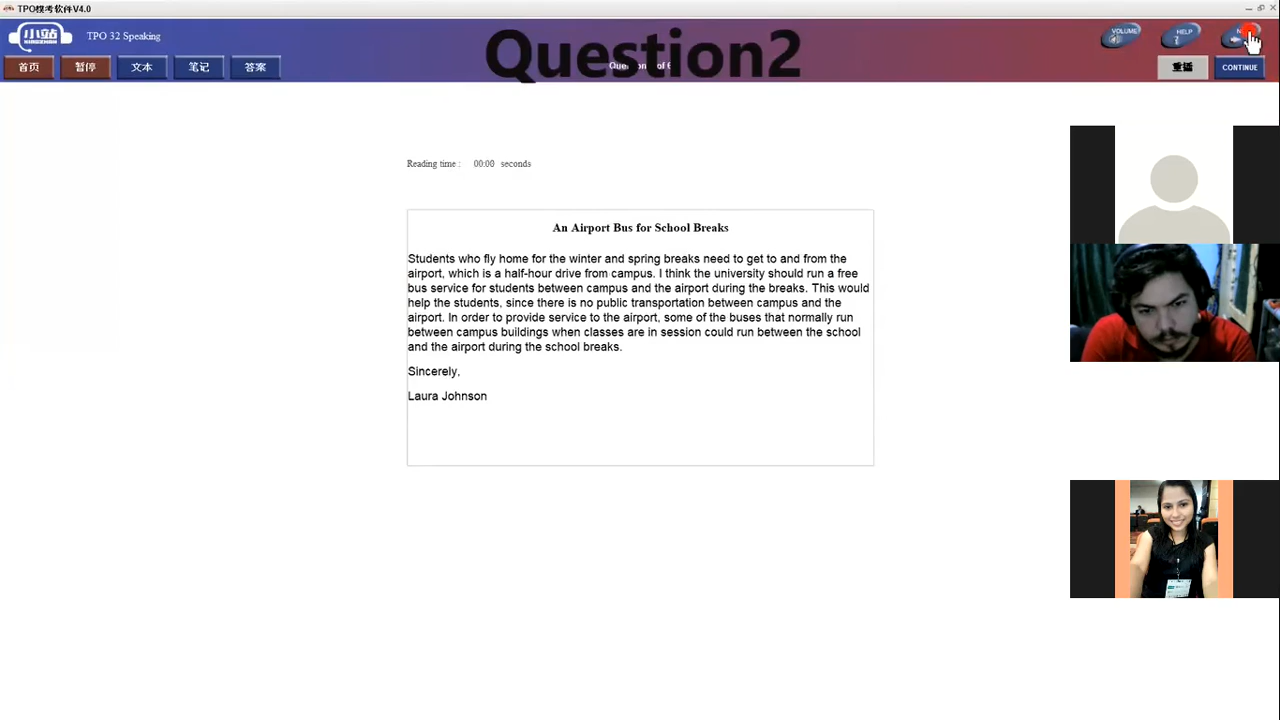 TPO模考软件V4.0
小站
TPO 32 Speaking
Question2
VOLUME
HELP
首页
暂停
文本
笔记
答案
重播
CONTINUE
Reading time : 00:00 seconds
An Airport Bus for School Breaks
Students who fly home for the winter and spring breaks need to get to and from the
airport, which is a half-hour drive from campus. I think the university should run a free
bus service for students between campus and the airport during the breaks. This would
help the students, since there is no public transportation between campus and the
airport. In order to provide service to the airport, some of the buses that normally run
between campus buildings when classes are in session could run between the school
and the airport during the school breaks.
Sincerely,
Laura Johnson